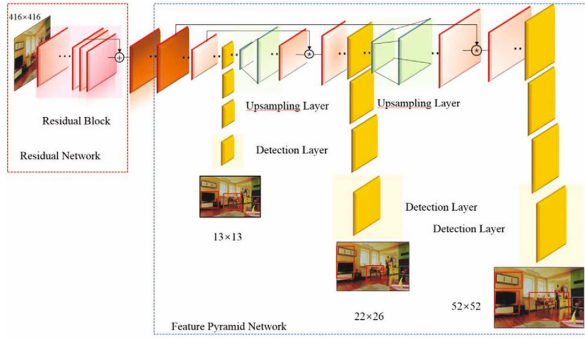 416×416
Residual Block
Residual Network
Upsampling Layer
Detection Layer
13×13
Upsampling Layer
Detection Layer
22×26
Detection Layer
52×52
Feature Pyramid Network